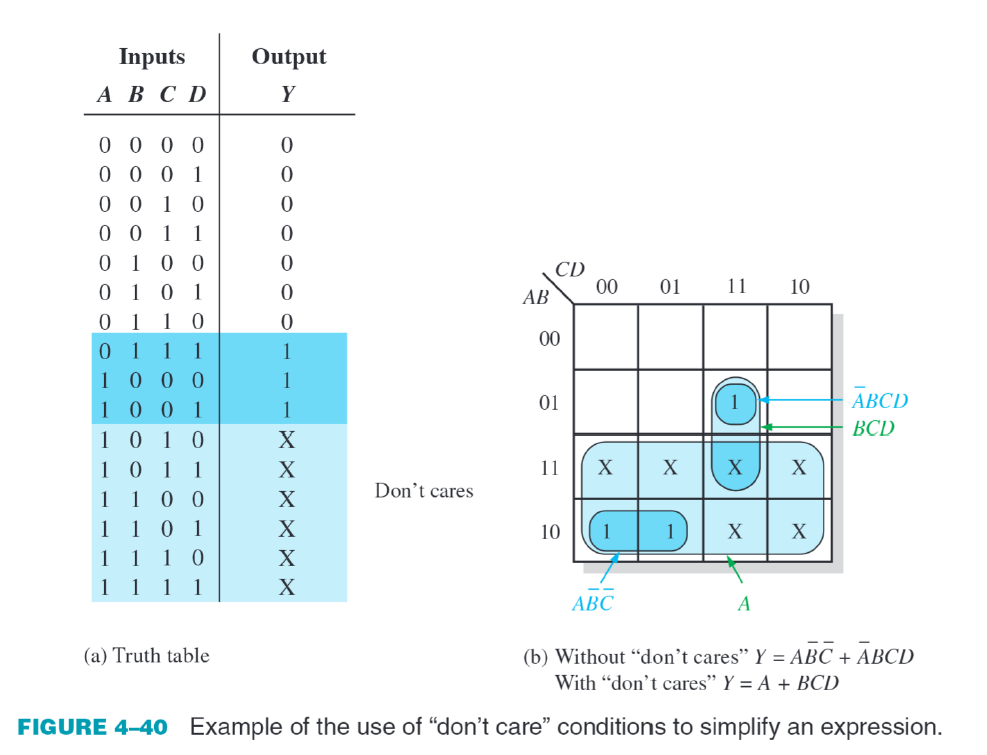 Inputs Output
A B C D Y
0 0 0 0 0
0 0 0 1 0
0 0 1 0 0
0 0 1 1 0
0 1 0 0 0
0 1 0 1 0
0 1 1 0 0
0 1 1 1 1
1 0 0 0 1
1 0 0 1 1
1 0 1 0 X
1 0 1 1 X
1 1 0 0 X
1 1 0 1 X
1 1 1 0 X
1 1 1 1 X
Don’t cares
(a) Truth table
CD
AB
00 01 11 10
00
01 1
11 X X X X
10 1 1 X X
A̅BCD
BCD
AB̅C̅
A
(b) Without “don’t cares” Y = AB̅C̅ + A̅BCD
With “don’t cares” Y = A + BCD
FIGURE 4–40 Example of the use of “don’t care” conditions to simplify an expression.